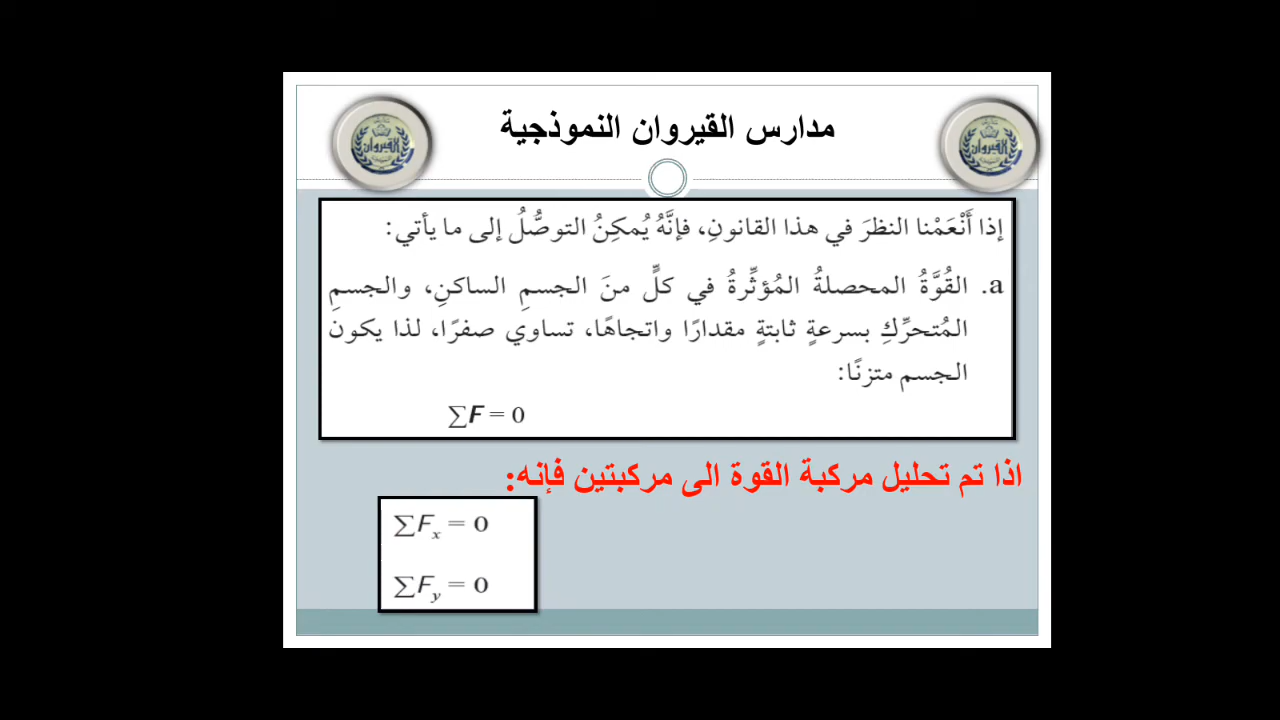 مدارس القيروان النموذجية
القيروان
القيروان
إذا أَنْعَمْنا النظرَ في هذا القانونِ، فإنَّهُ يُمكِنُ التوصُّلُ إلى ما يأتي:
a. القُوَّةُ المحصلةُ المُؤثِّرةُ في كلٍّ منَ الجسمِ الساكنِ، والجسمِ
المُتحرِّكِ بسرعةٍ ثابتةٍ مقدارًا واتجاهًا، تساوي صفرًا، لذا يكون
الجسم متزنًا:
∑F = 0
اذا تم تحليل مركبة القوة الى مركبتين فإنه:
∑Fₓ = 0
∑Fy = 0